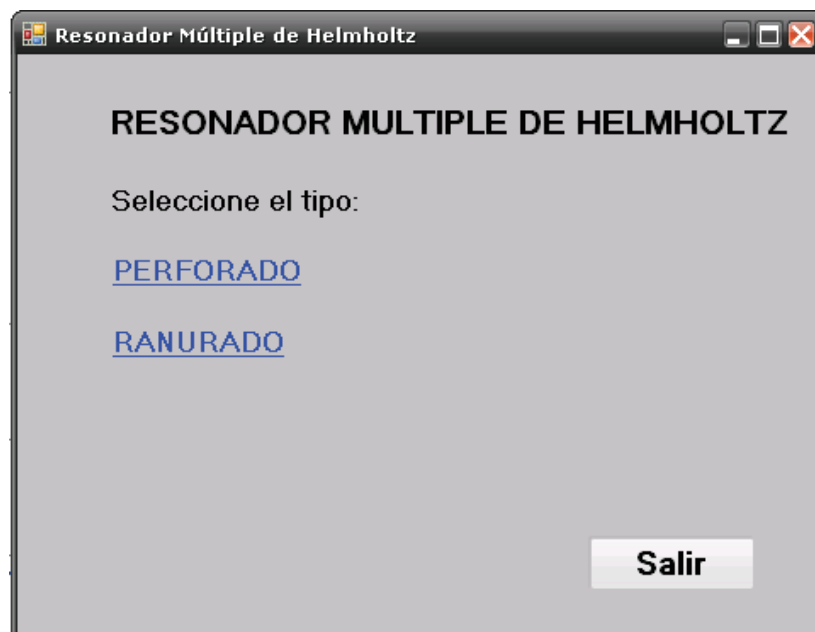 Resonador Múltiple de Helmholtz
RESONADOR MULTIPLE DE HELMHOLTZ
Seleccione el tipo:
PERFORADO
RANURADO
Salir